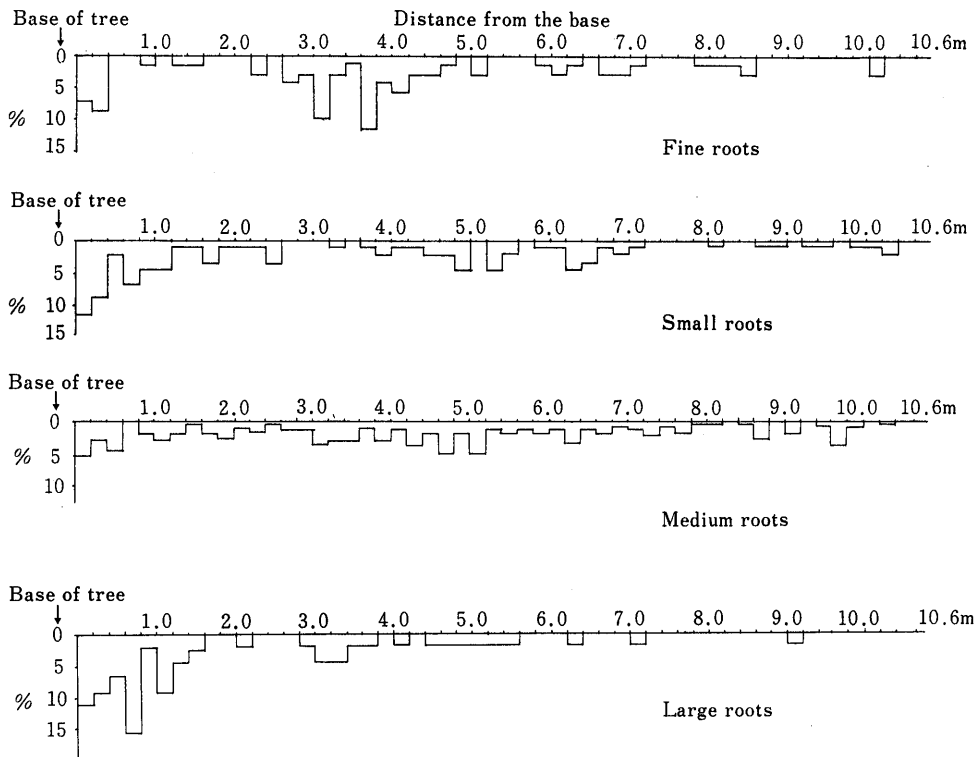 Distance from the base
Base of tree
1.0 2.0 3.0 4.0 5.0 6.0 7.0 8.0 9.0 10.0 10.6m
0
5
10
15
%
Fine roots
Base of tree
1.0 2.0 3.0 4.0 5.0 6.0 7.0 8.0 9.0 10.0 10.6m
0
5
10
15
%
Small roots
Base of tree
1.0 2.0 3.0 4.0 5.0 6.0 7.0 8.0 9.0 10.0 10.6m
0
5
10
%
Medium roots
Base of tree
1.0 2.0 3.0 4.0 5.0 6.0 7.0 8.0 9.0 10.0 10.6m
0
5
10
15
%
Large roots